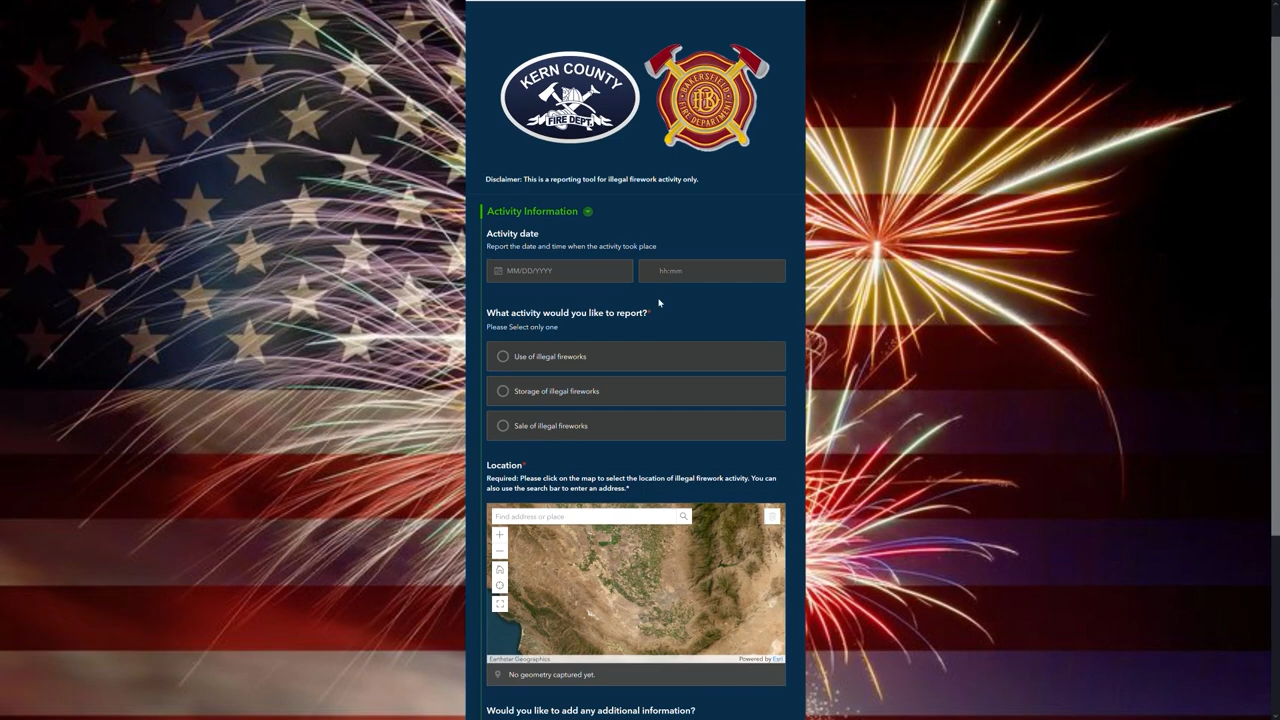 KERN COUNTY
FIRE DEPT.
BAKERSFIELD
FIRE DEPARTMENT
Disclaimer: This is a reporting tool for illegal firework activity only.
Activity Information
Activity date
Report the date and time when the activity took place
MM/DD/YYYY
hh:mm
What activity would you like to report?*
Please Select only one
Use of illegal fireworks
Storage of illegal fireworks
Sale of illegal fireworks
Location*
Required: Please click on the map to select the location of illegal firework activity. You can
also use the search bar to enter an address.*
Find address or place
Earthstar Geographics
Powered by Esri
No geometry captured yet.
Would you like to add any additional information?